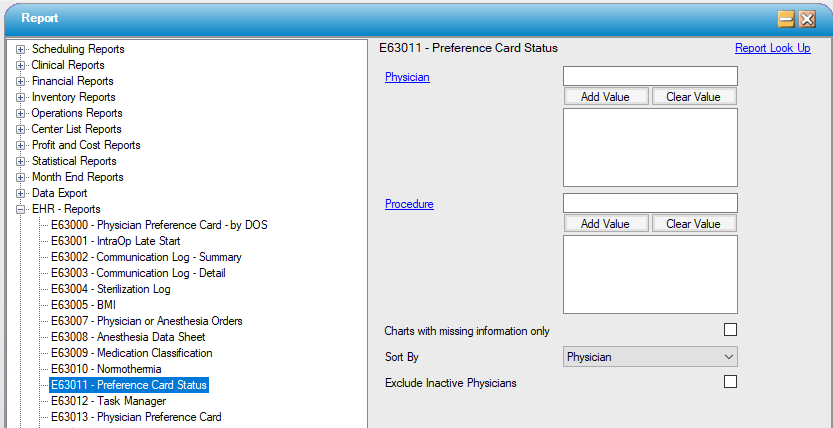 Report
Scheduling Reports
Clinical Reports
Financial Reports
Inventory Reports
Operations Reports
Center List Reports
Profit and Cost Reports
Statistical Reports
Month End Reports
Data Export
EHR - Reports
E63000 - Physician Preference Card - by DOS
E63001 - IntraOp Late Start
E63002 - Communication Log - Summary
E63003 - Communication Log - Detail
E63004 - Sterilization Log
E63005 - BMI
E63007 - Physician or Anesthesia Orders
E63008 - Anesthesia Data Sheet
E63009 - Medication Classification
E63010 - Normothermia
E63011 - Preference Card Status
E63012 - Task Manager
E63013 - Physician Preference Card
E63011 - Preference Card Status
Report Look Up
Physician
Add Value
Clear Value
Procedure
Add Value
Clear Value
Charts with missing information only
Sort By
Physician
Exclude Inactive Physicians